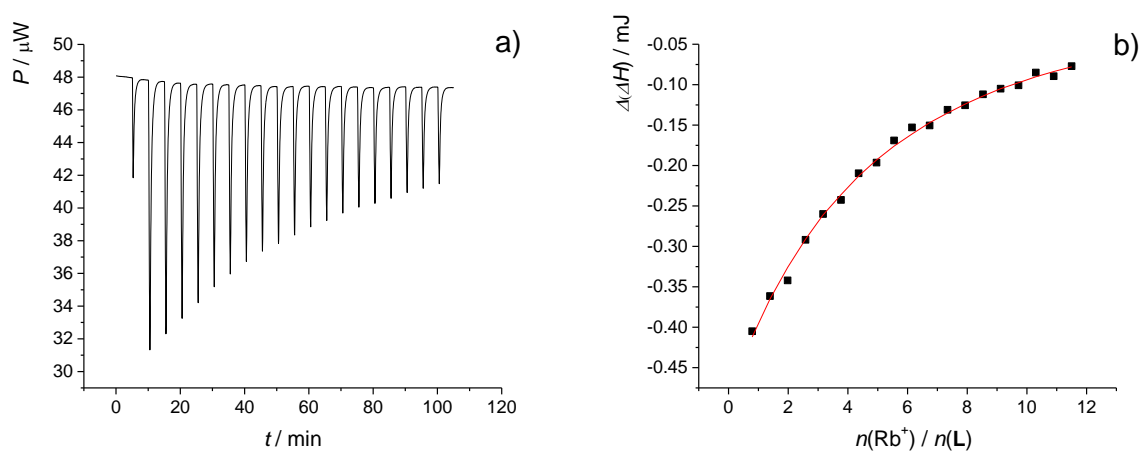 a)
P / μW
50
48
46
44
42
40
38
36
34
32
30
0 20 40 60 80 100 120
t / min
b)
Δ(ΔH) / mJ
-0.05
-0.10
-0.15
-0.20
-0.25
-0.30
-0.35
-0.40
-0.45
0 2 4 6 8 10 12
n(Rb⁺) / n(L)